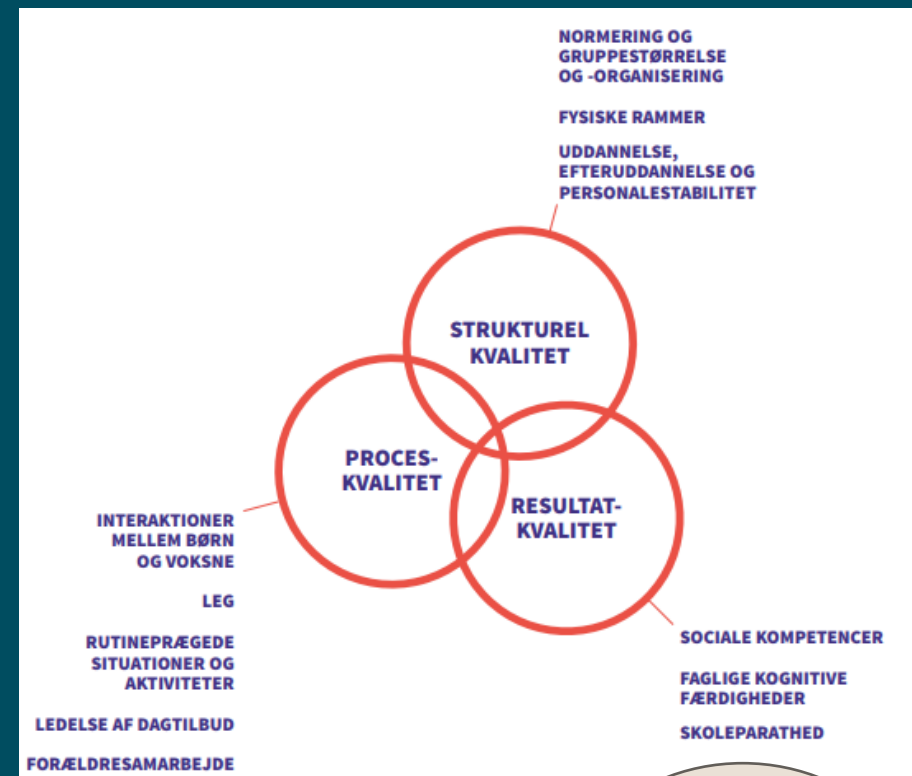 NORMERING OG
GRUPPESTØRRELSE
OG -ORGANISERING
FYSISKE RAMMER
UDDANNELSE,
EFTERUDDANNELSE OG
PERSONALESTABILITET
STRUKTUREL
KVALITET
PROCES-
KVALITET
RESULTAT-
KVALITET
INTERAKTIONER
MELLEM BØRN
OG VOKSNE
LEG
RUTINEPRÆGEDE
SITUATIONER OG
AKTIVITETER
LEDELSE AF DAGTILBUD
FORÆLDRESAMARBEJDE
SOCIALE KOMPETENCER
FAGLIGE KOGNITIVE
FÆRDIGHEDER
SKOLEPARATHED